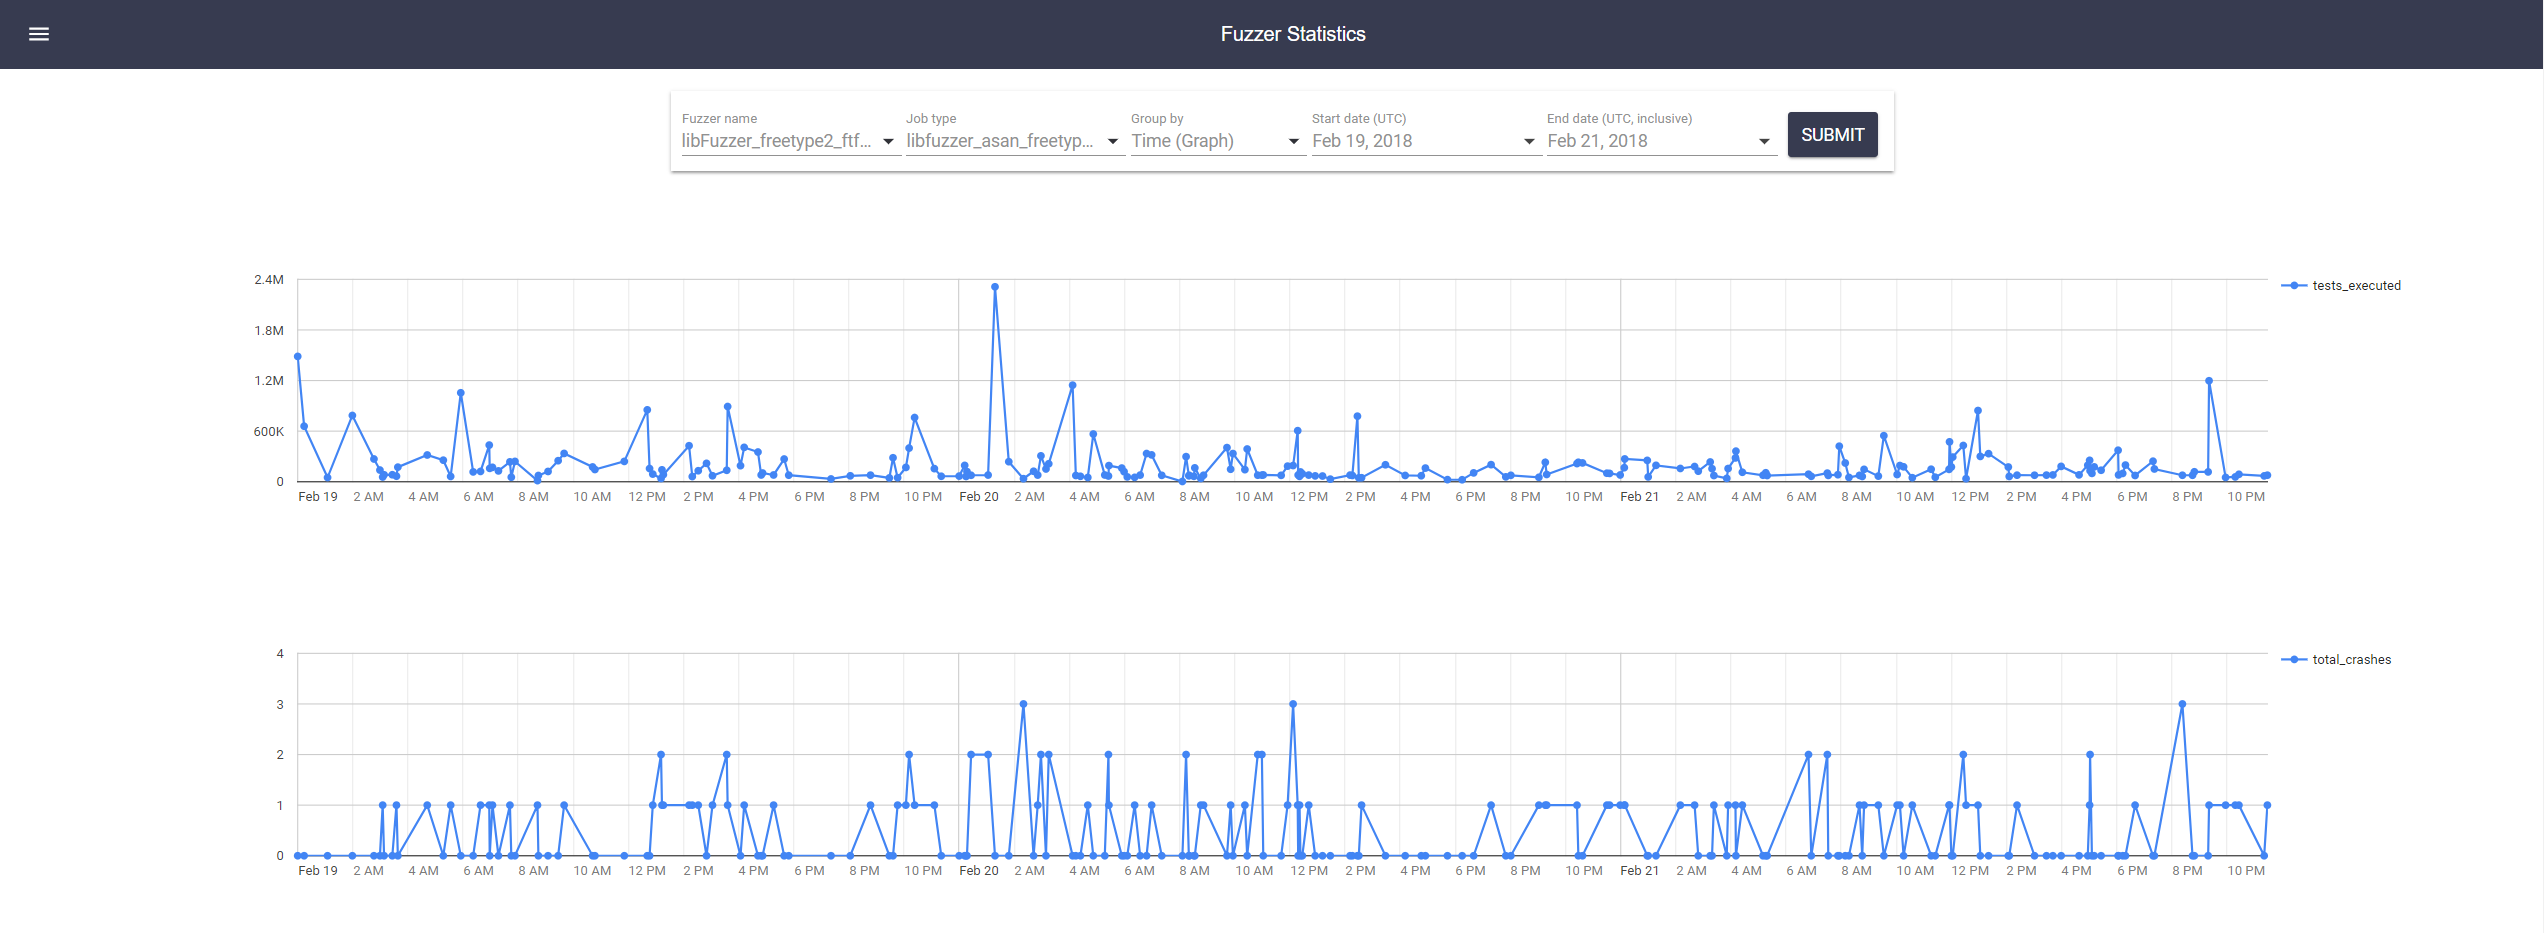 Fuzzer Statistics
Fuzzer name Job type Group by Start date (UTC) End date (UTC, inclusive)
libFuzzer_freetype2_ftf... libfuzzer_asan_freetyp... Time (Graph) Feb 19, 2018 Feb 21, 2018 SUBMIT
2.4M
tests_executed
1.8M
1.2M
600K
0
Feb 19 2 AM 4 AM 6 AM 8 AM 10 AM 12 PM 2 PM 4 PM 6 PM 8 PM 10 PM Feb 20 2 AM 4 AM 6 AM 8 AM 10 AM 12 PM 2 PM 4 PM 6 PM 8 PM 10 PM Feb 21 2 AM 4 AM 6 AM 8 AM 10 AM 12 PM 2 PM 4 PM 6 PM 8 PM 10 PM
4
total_crashes
3
2
1
0
Feb 19 2 AM 4 AM 6 AM 8 AM 10 AM 12 PM 2 PM 4 PM 6 PM 8 PM 10 PM Feb 20 2 AM 4 AM 6 AM 8 AM 10 AM 12 PM 2 PM 4 PM 6 PM 8 PM 10 PM Feb 21 2 AM 4 AM 6 AM 8 AM 10 AM 12 PM 2 PM 4 PM 6 PM 8 PM 10 PM